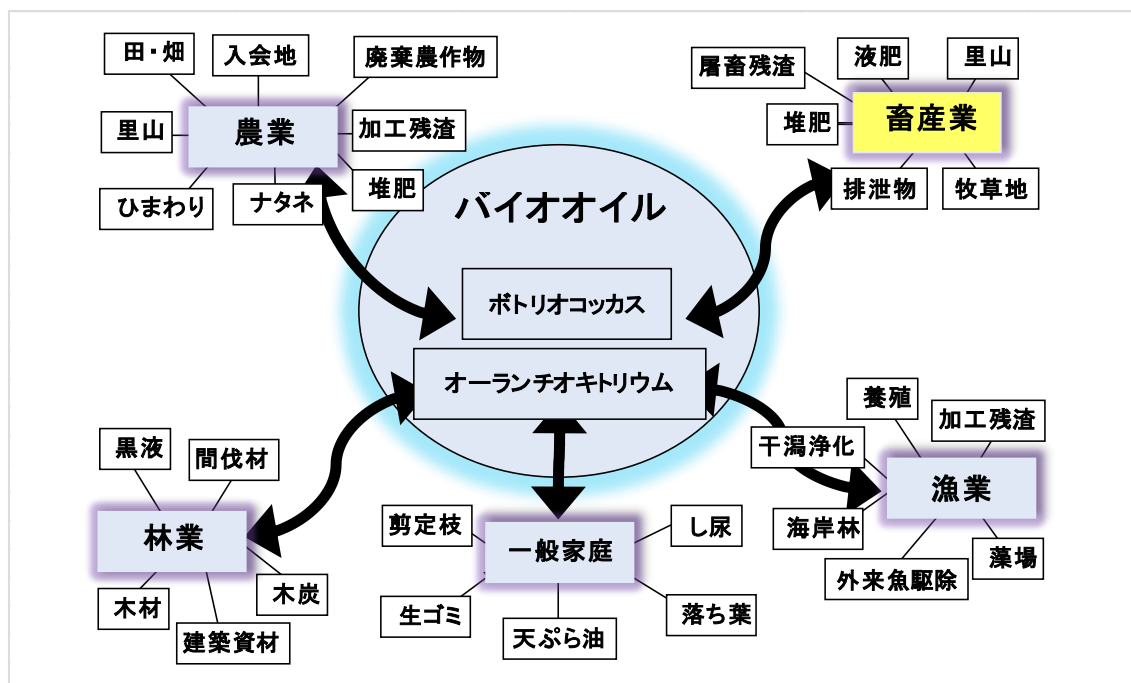 田・畑
入会地
廃棄農作物
里山
農業
加工残渣
ひまわり
ナタネ
堆肥
屠畜残渣
液肥
里山
堆肥
畜産業
排泄物
牧草地
バイオオイル
ボトリオコッカス
オーランチオキトリウム
黒液
間伐材
林業
木材
木炭
建築資材
剪定枝
し尿
一般家庭
生ゴミ
天ぷら油
落ち葉
養殖
加工残渣
干潟浄化
漁業
海岸林
外来魚駆除
藻場